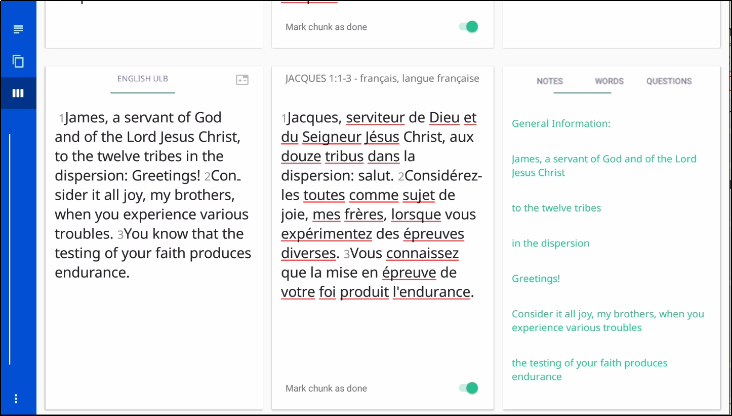 Mark chunk as done
ENGLISH ULB
1James, a servant of God
and of the Lord Jesus Christ,
to the twelve tribes in the
dispersion: Greetings! 2Con‐
sider it all joy, my brothers,
when you experience various
troubles. 3You know that the
testing of your faith produces
endurance.
JACQUES 1:1-3 - français, langue française
1Jacques, serviteur de Dieu et
du Seigneur Jésus Christ, aux
douze tribus dans la
dispersion: salut. 2Considérez-
les toutes comme sujet de
joie, mes frères, lorsque vous
expérimentez des épreuves
diverses. 3Vous connaissez
que la mise en épreuve de
votre foi produit l'endurance.
Mark chunk as done
NOTES WORDS QUESTIONS
General Information:
James, a servant of God and of the Lord
Jesus Christ
to the twelve tribes
in the dispersion
Greetings!
Consider it all joy, my brothers, when you
experience various troubles
the testing of your faith produces
endurance